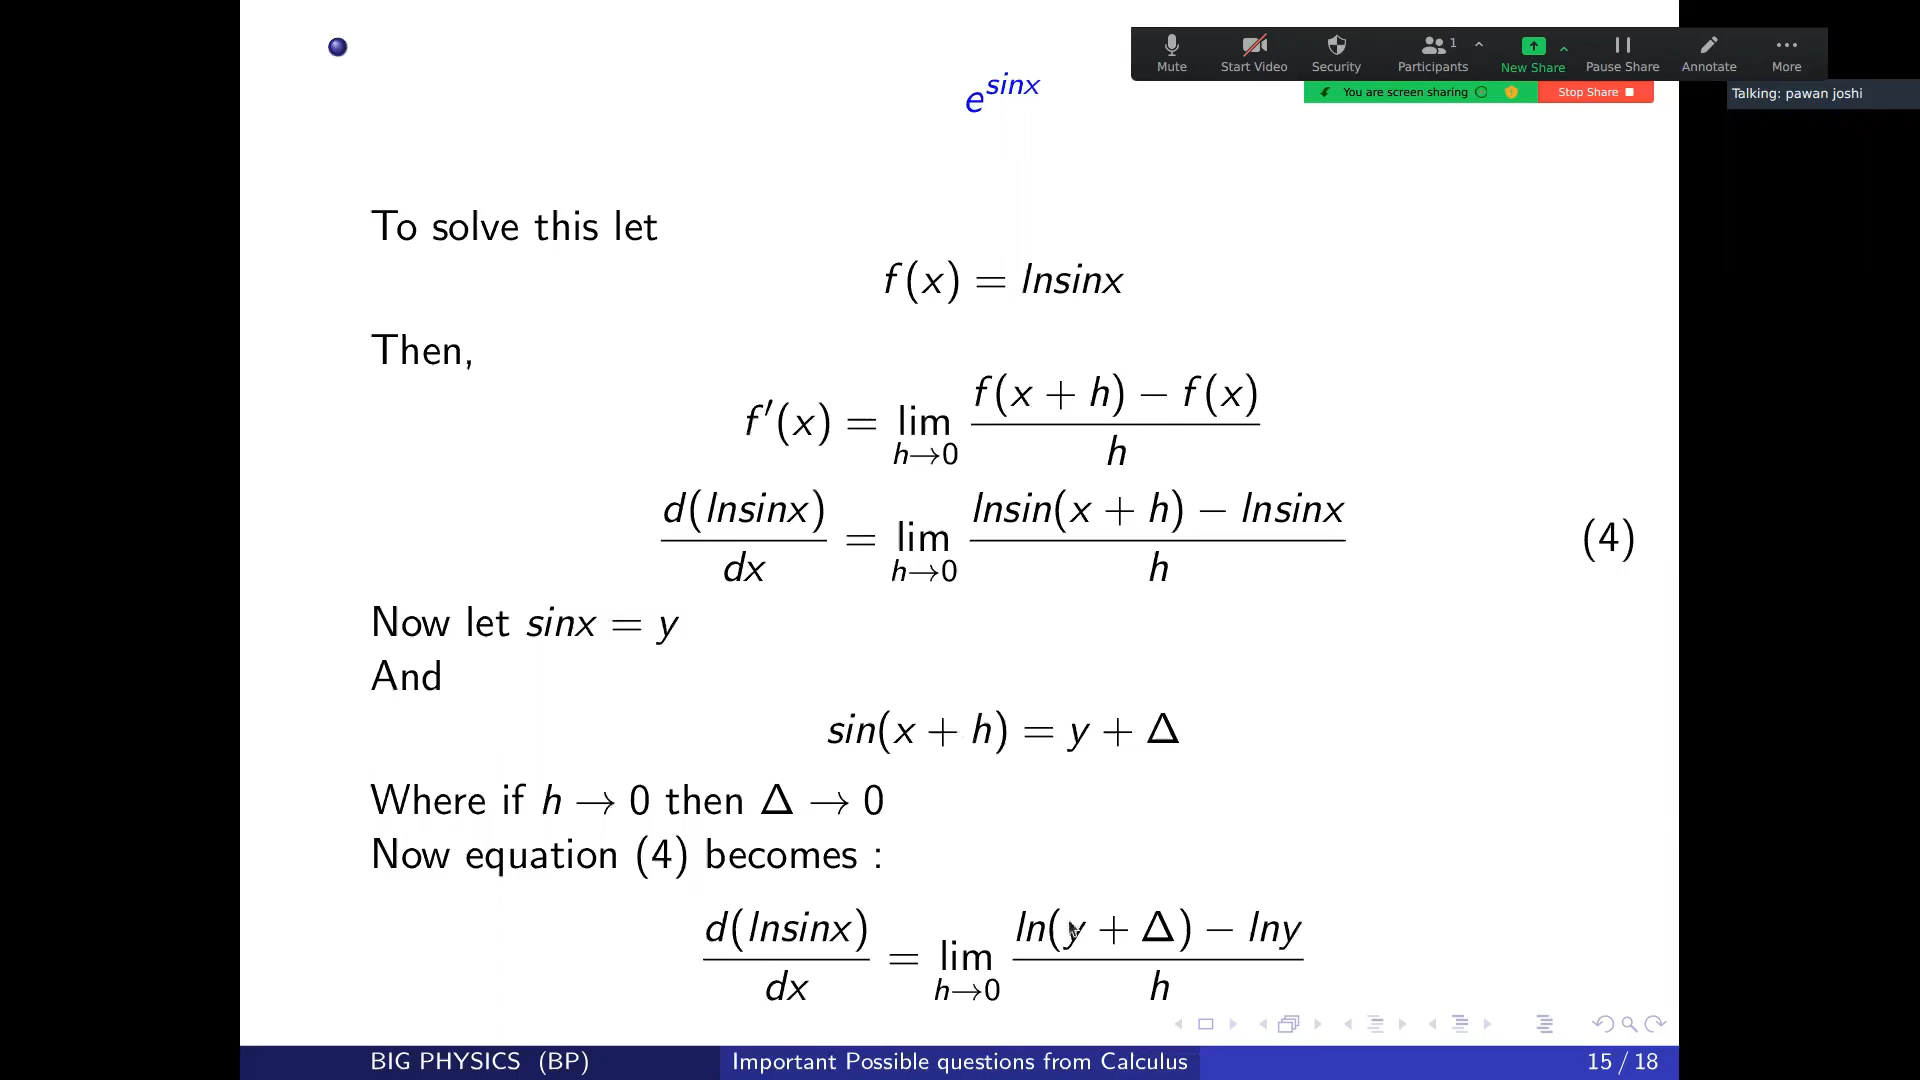 Mute Start Video Security Participants 1 New Share Pause Share Annotate More
You are screen sharing Stop Share
Talking: pawan joshi
e^sinx
To solve this let
f(x) = lnsinx
Then,
f′(x) = lim h→0 f(x + h) − f(x) / h
d(lnsinx) / dx = lim h→0 lnsin(x + h) − lnsinx / h (4)
Now let sinx = y
And
sin(x + h) = y + Δ
Where if h → 0 then Δ → 0
Now equation (4) becomes :
d(lnsinx) / dx = lim h→0 ln(y + Δ) − lny / h
BIG PHYSICS (BP) Important Possible questions from Calculus 15 / 18